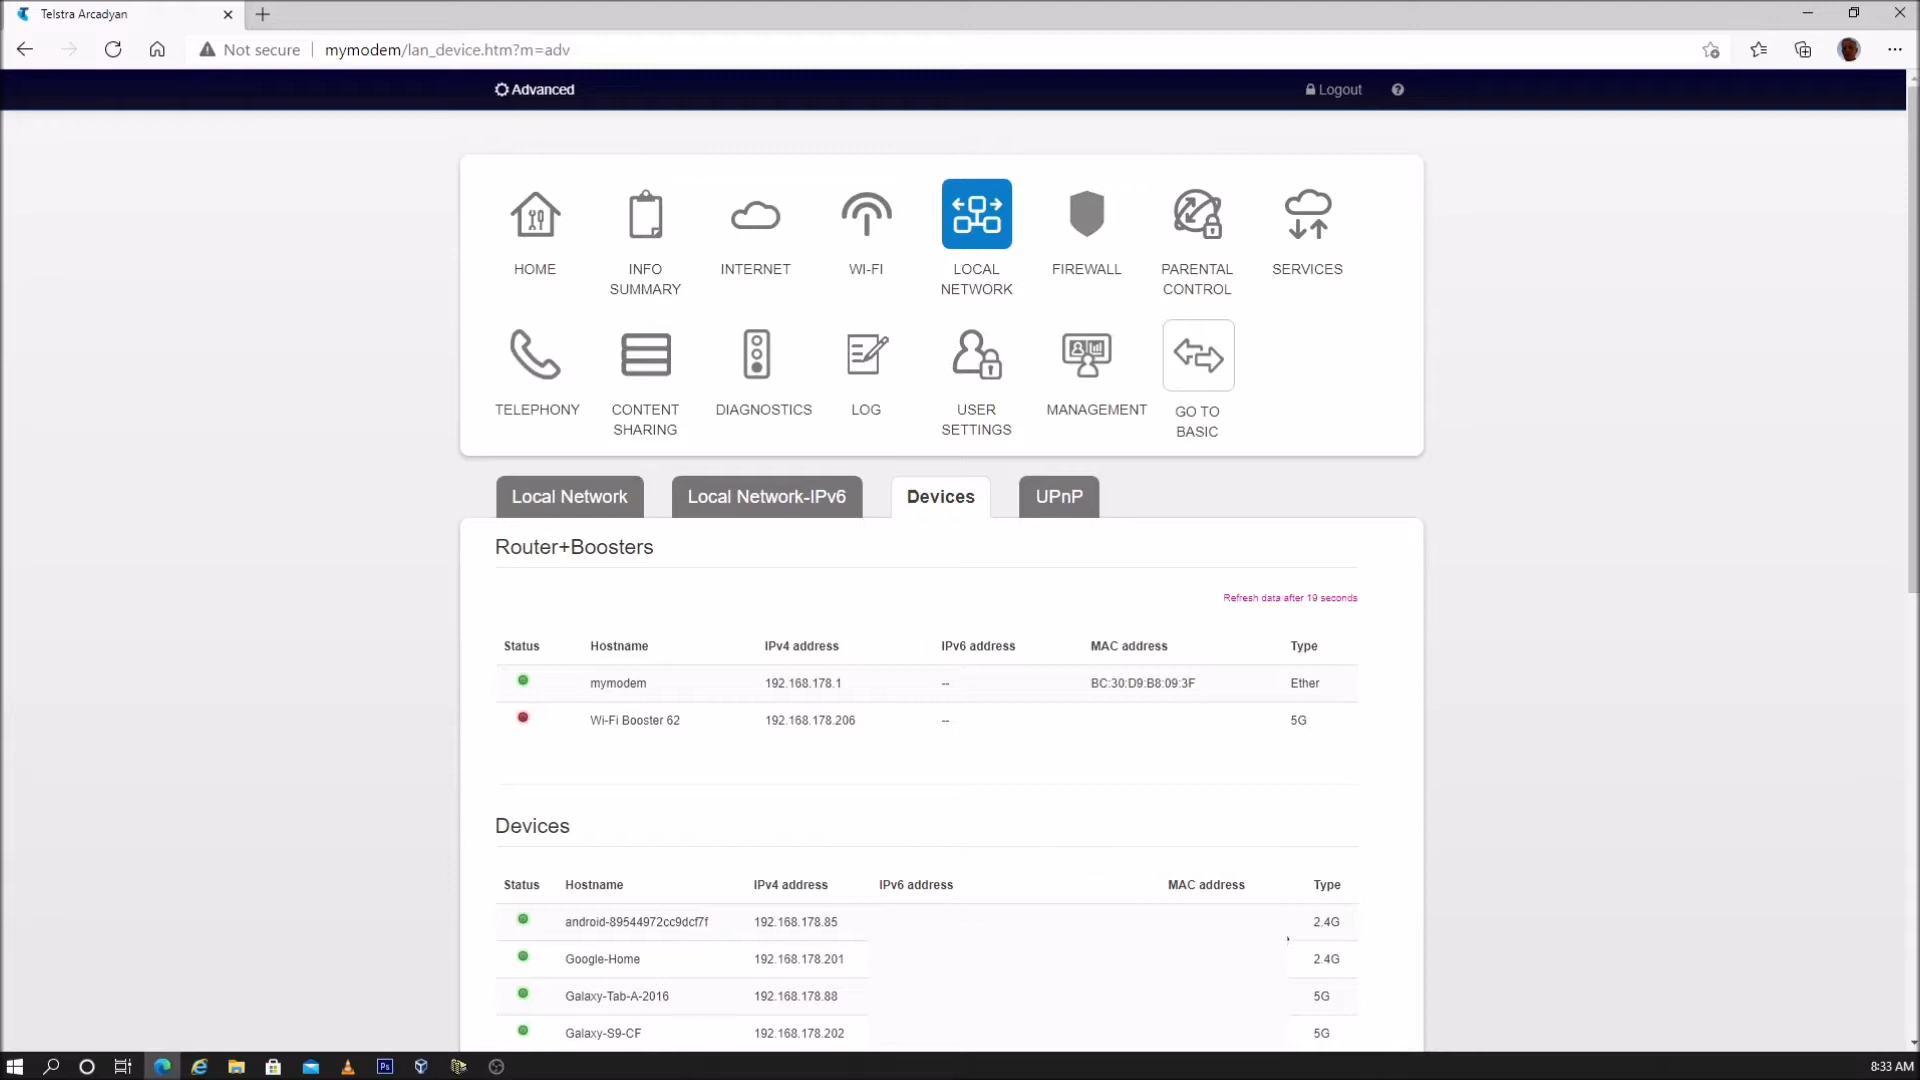 Telstra Arcadyan
Not secure mymodem/lan_device.htm?m=adv
Advanced Logout
HOME INFO SUMMARY INTERNET WI-FI LOCAL NETWORK FIREWALL PARENTAL CONTROL SERVICES
TELEPHONY CONTENT SHARING DIAGNOSTICS LOG USER SETTINGS MANAGEMENT GO TO BASIC
Local Network Local Network-IPv6 Devices UPnP
Router+Boosters
Refresh data after 19 seconds
Status Hostname IPv4 address IPv6 address MAC address Type
mymodem 192.168.178.1 -- BC:30:D9:B8:09:3F Ether
Wi-Fi Booster 62 192.168.178.206 -- 5G
Devices
Status Hostname IPv4 address IPv6 address MAC address Type
android-89544972cc9dcf7f 192.168.178.85 2.4G
Google-Home 192.168.178.201 2.4G
Galaxy-Tab-A-2016 192.168.178.88 5G
Galaxy-S9-CF 192.168.178.202 5G
Ps
8:33 AM